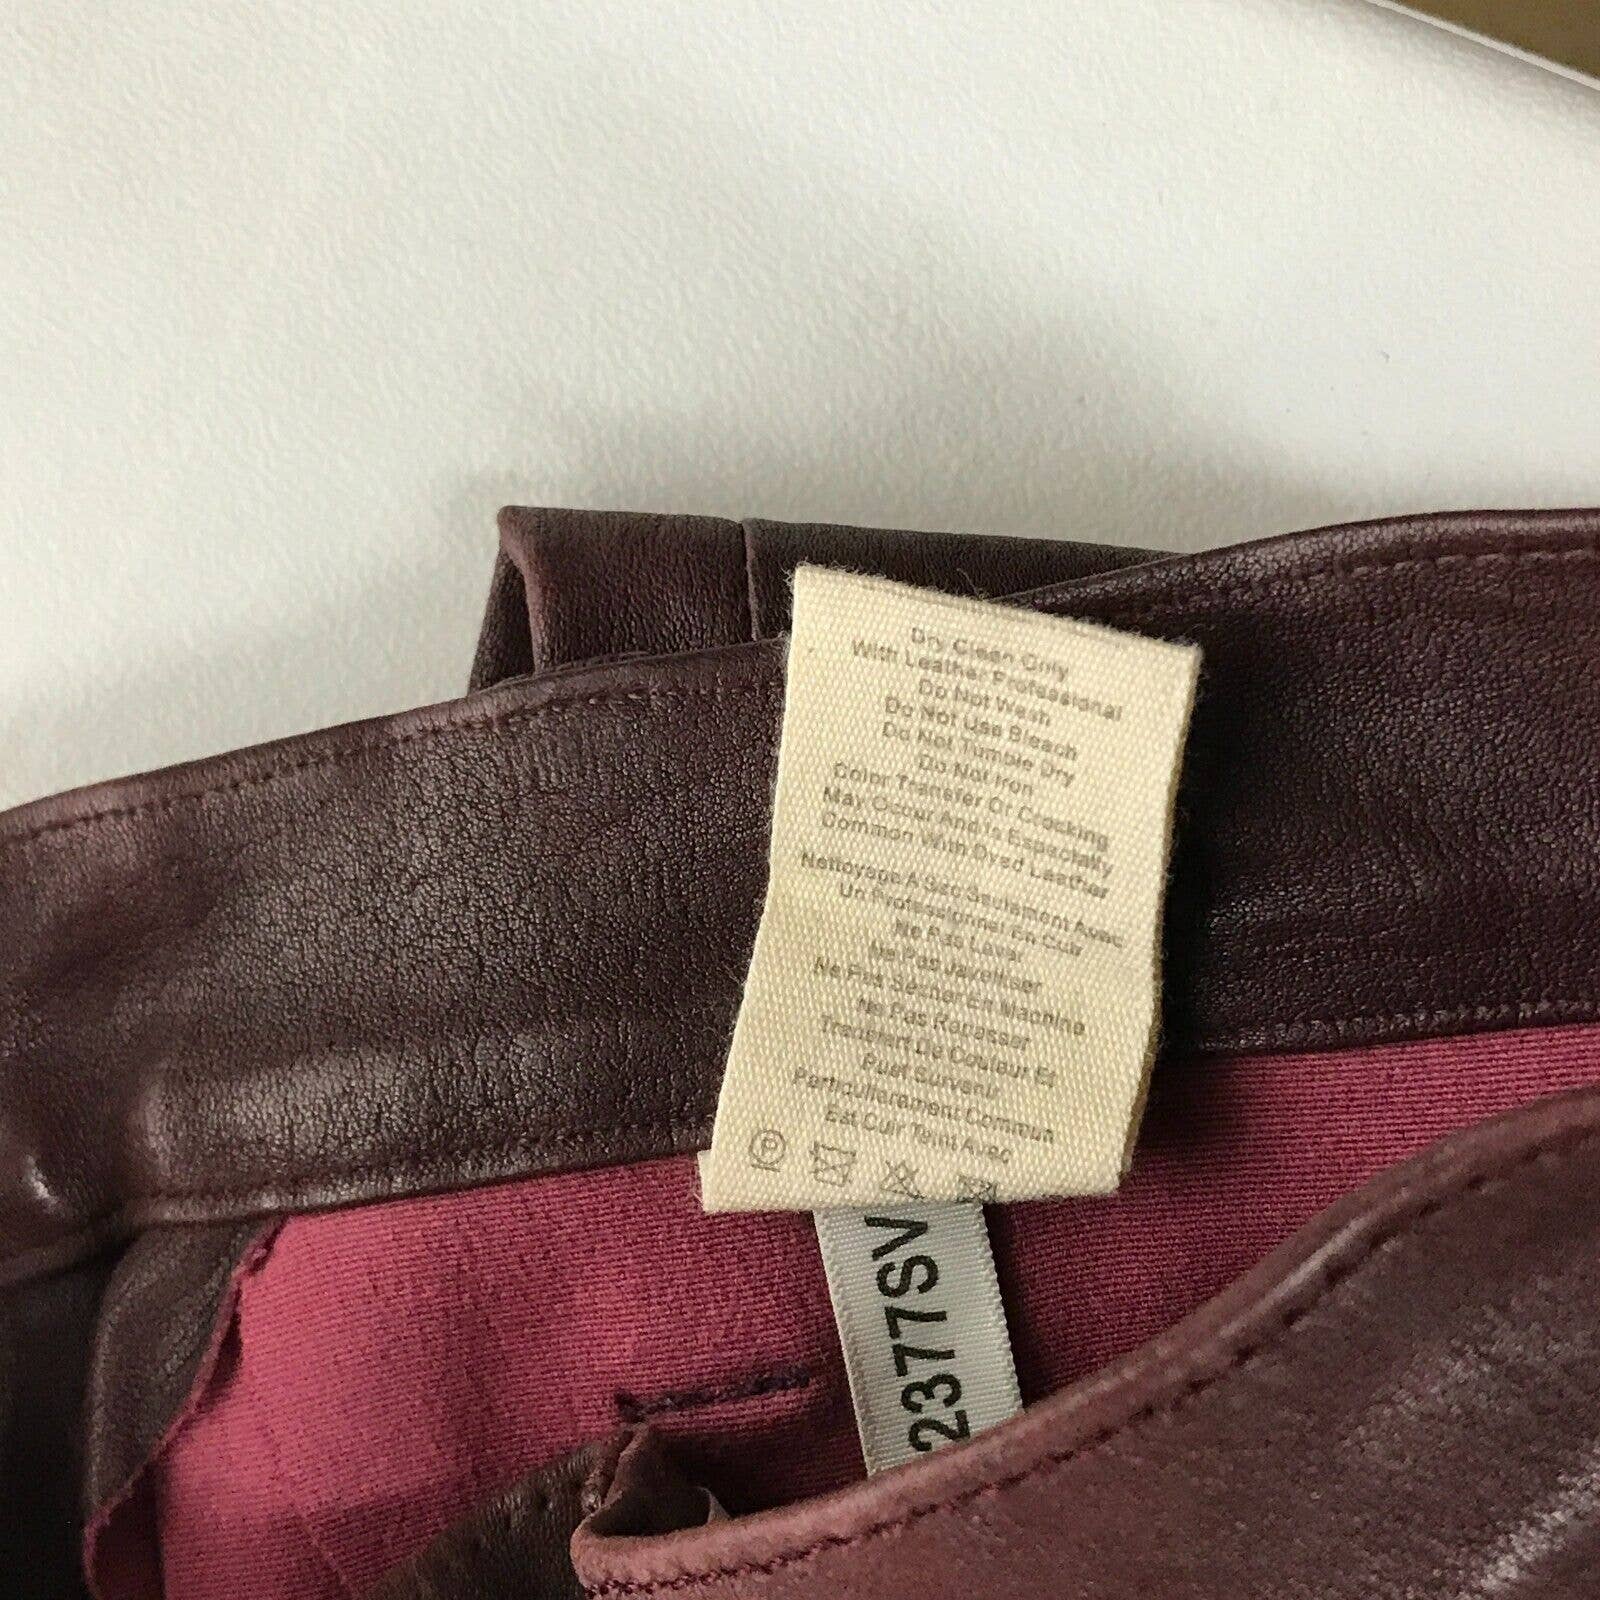 Dry Clean Only
With Leather Professional
Do Not Wash
Do Not Use Bleach
Do Not Tumble Dry
Do Not Iron
Color Transfer Or Crocking
May Occur And Is Especially
Common With Dyed Leather
Nettoyage A Sec Seulement Avec
Un Professionnel En Cuir
Ne Pas Laver
Ne Pas Javelliser
Ne Pas Sécher En Machine
Ne Pas Repasser
Transfert De Couleur Et
Puet Survenir
Particulierement Commun
Est Cuir Teint Avec
P
2377SV